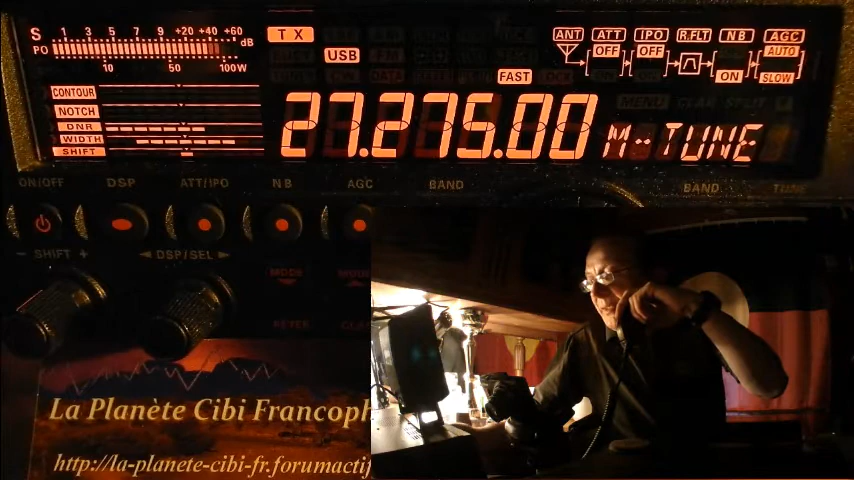 S 1 3 5 7 9 +20 +40 +60 dB
PO 10 50 100W
TX
USB
FAST
ANT ATT IPO R.FLT NB AGC
OFF OFF AUTO
ON SLOW
CONTOUR
NOTCH
DNR
WIDTH
SHIFT
27.275.00 M-TUNE
ON/OFF DSP ATT/IPO NB AGC BAND BAND
− SHIFT + ◄ DSP/SEL ►
MODE MODE
La Planète Cibi Francoph
http://la-planete-cibi-fr.forumactif